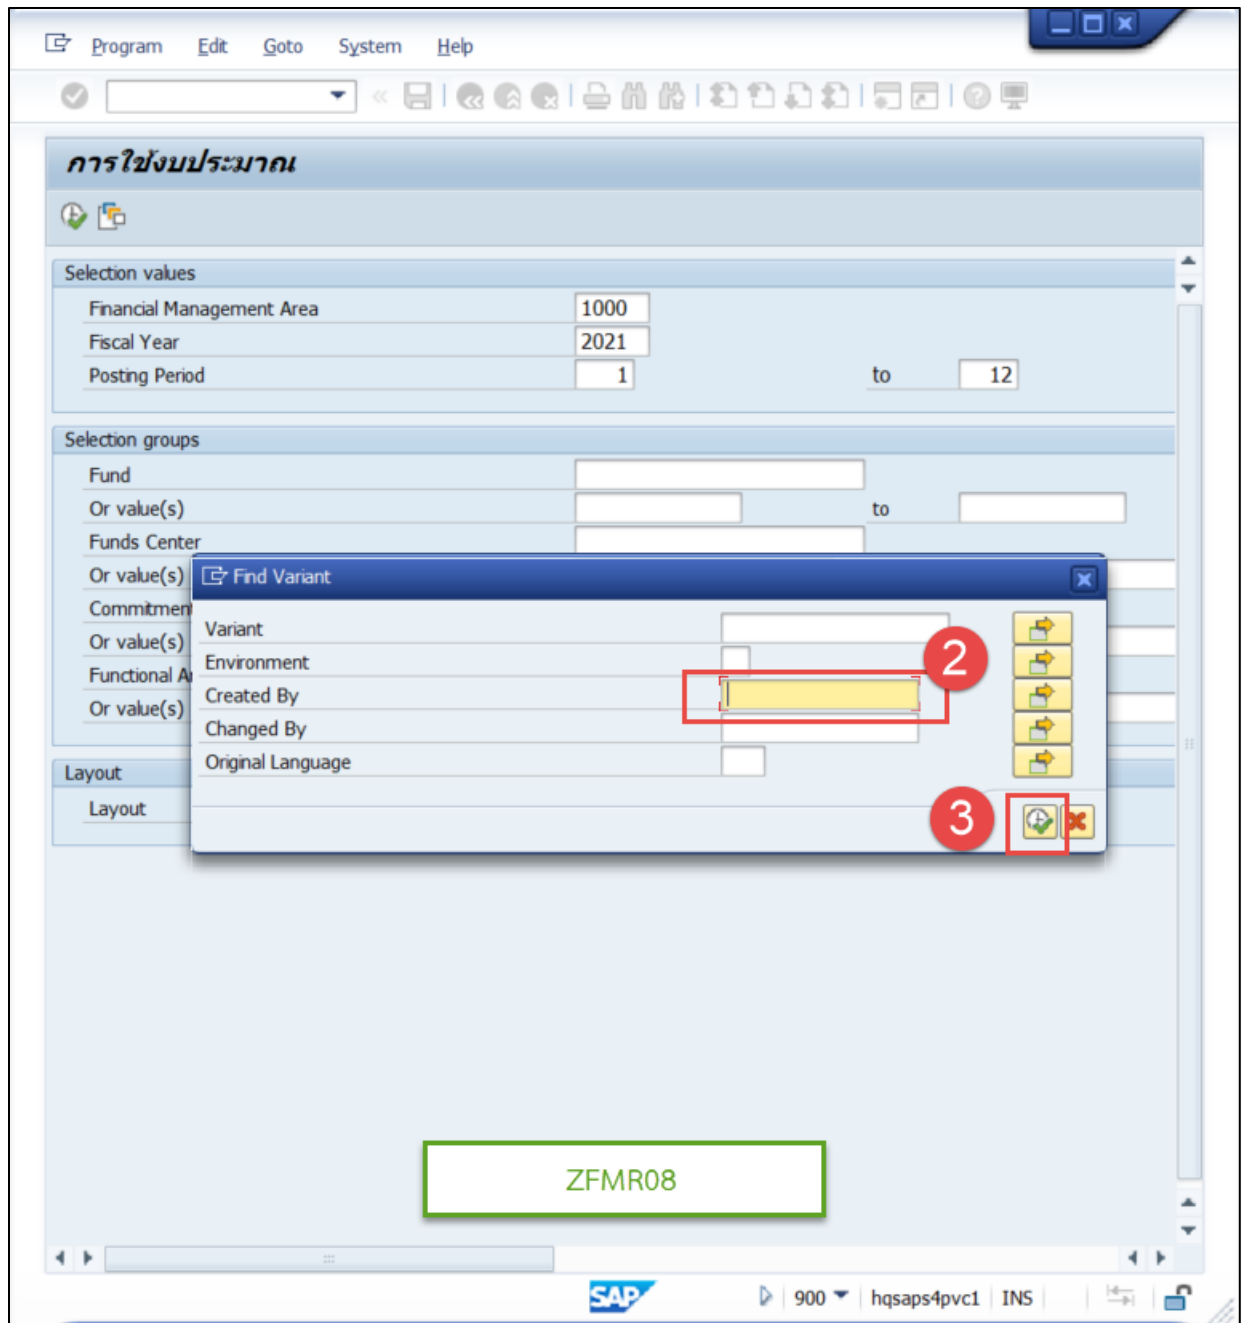 Program Edit Goto System Help
การใช้งบประมาณ
Selection values
Financial Management Area 1000
Fiscal Year 2021
Posting Period 1 to 12
Selection groups
Fund
Or value(s) to
Funds Center
Or value(s)
Commitmen
Or value(s)
Functional A
Or value(s)
Layout
Layout
Find Variant
Variant
Environment
Created By
Changed By
Original Language
2
3
ZFMR08
SAP 900 hqsaps4pvc1 INS